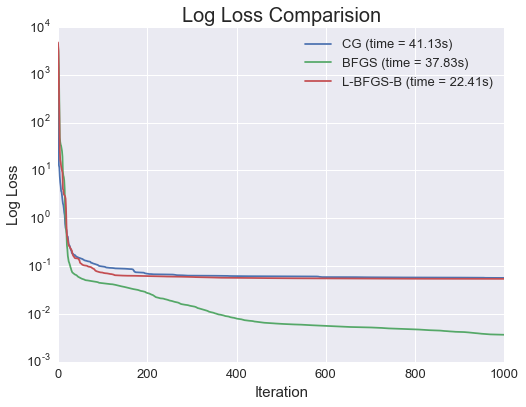 Log Loss Comparision
CG (time = 41.13s)
BFGS (time = 37.83s)
L-BFGS-B (time = 22.41s)
Log Loss
10^4
10^3
10^2
10^1
10^0
10^-1
10^-2
10^-3
0 200 400 600 800 1000
Iteration